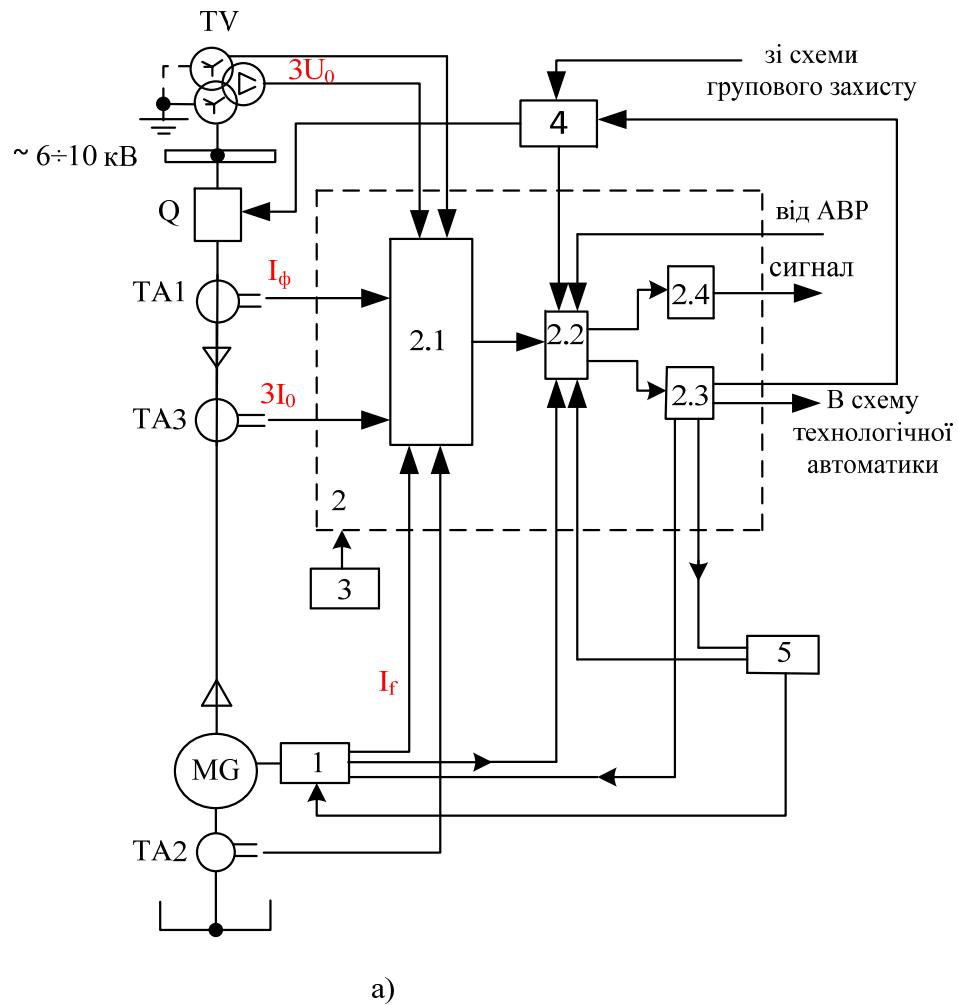 TV
3U0
зі схеми
групового захисту
4
~ 6÷10 кВ
Q
від АВР
сигнал
TA1
Iф
2.1
2.2
2.4
2.3
TA3
3I0
В схему
технологічної
автоматики
2
3
5
If
MG
1
TA2
а)